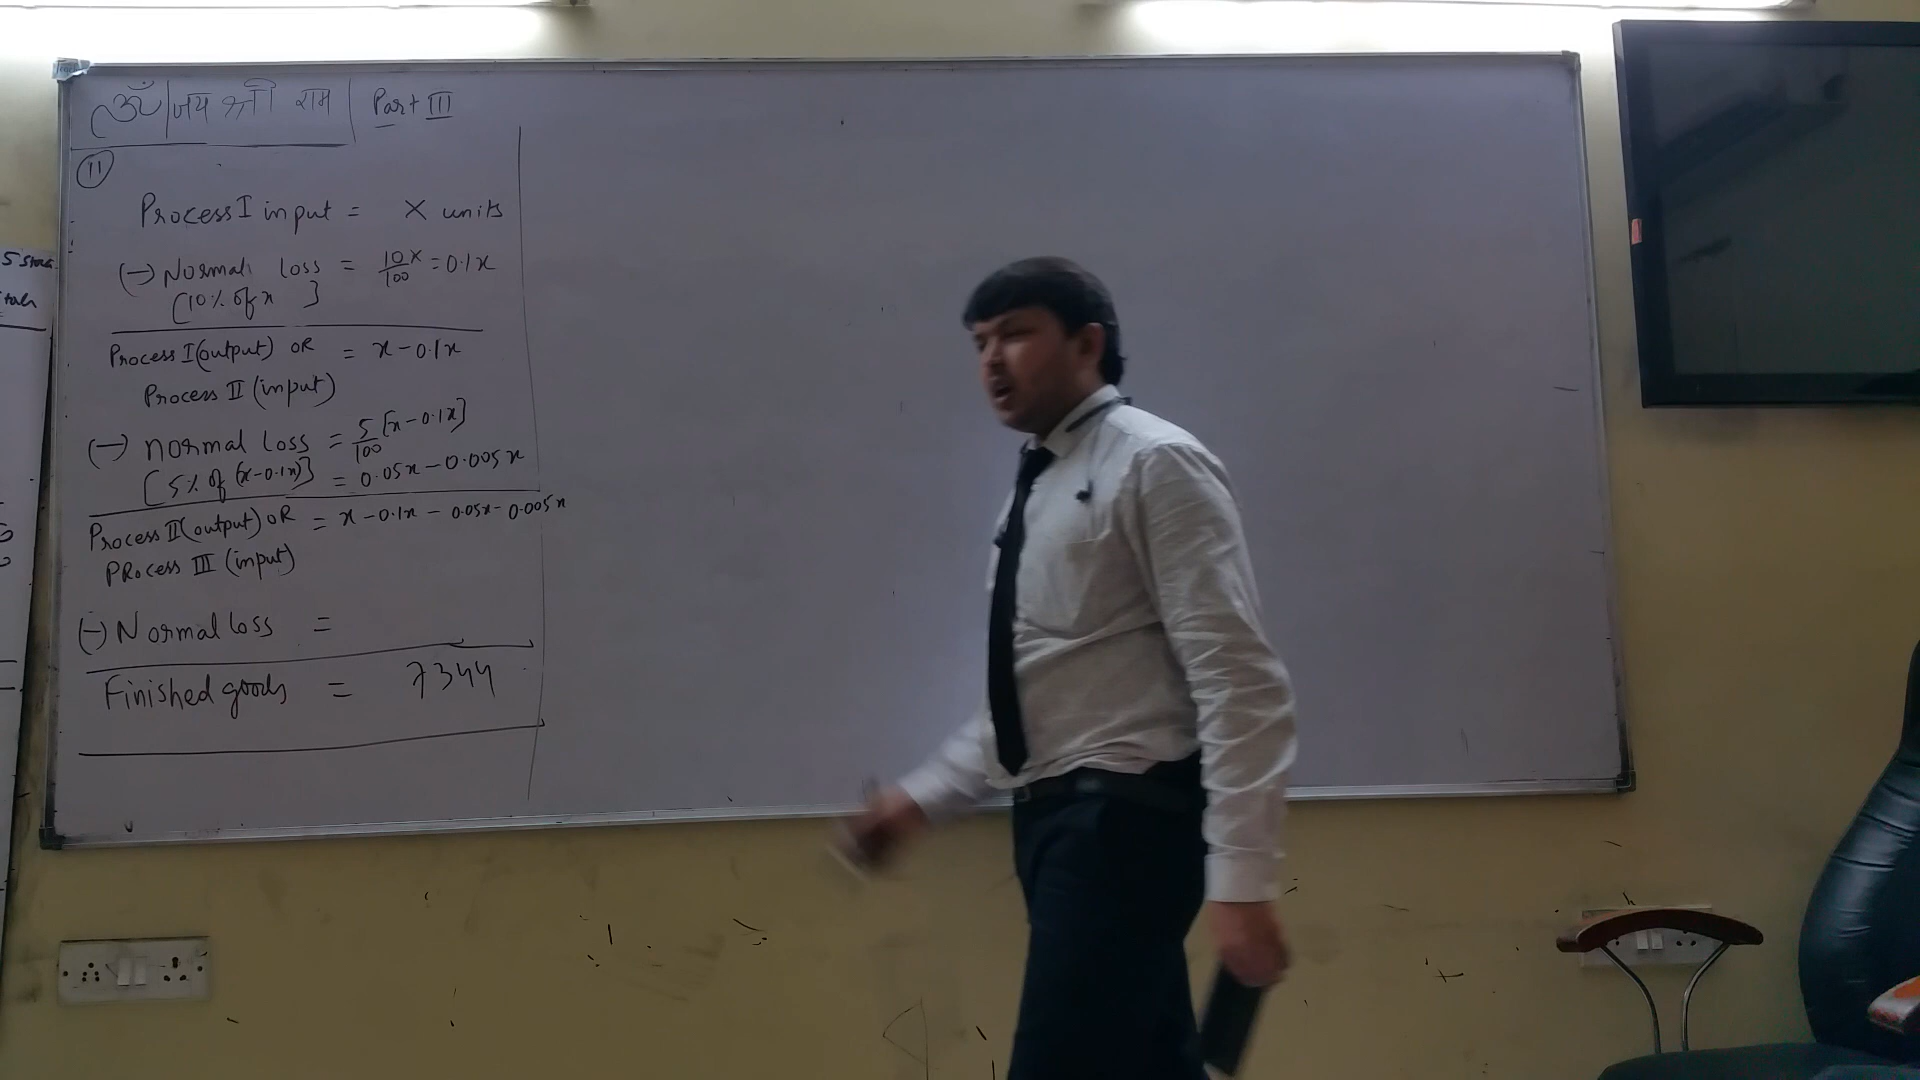 ॐ जय श्री राम Part III
11
Process I input = X units
(-) Normal loss = 10x/100 = 0.1x
[10% of x]
Process I (output) OR = x - 0.1x
Process II (input)
(-) normal loss = 5/100 [x - 0.1x]
[5% of (x-0.1x)] = 0.05x - 0.005x
Process II (output) OR = x - 0.1x - 0.05x - 0.005x
PRocess III (input)
(-) Normal loss =
Finished goods = 7344